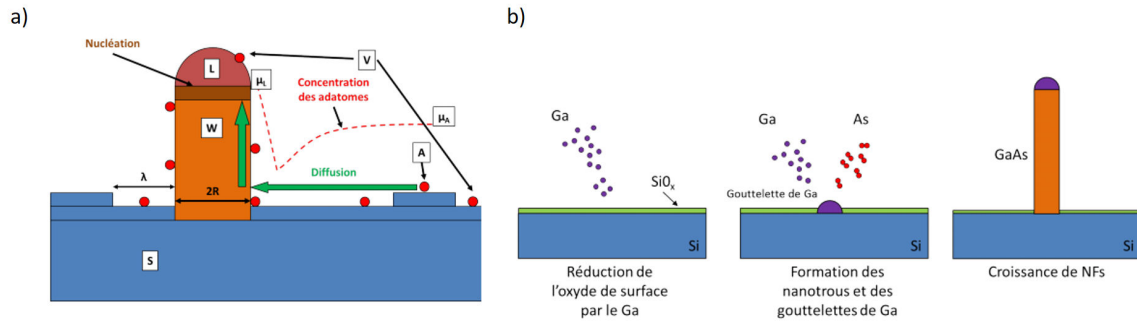 a)
Nucléation
L
V
μL
Concentration
des adatomes
μA
W
A
λ
2R
Diffusion
S
b)
Ga
SiOₓ
Si
Réduction de
l'oxyde de surface
par le Ga
Ga
As
Gouttelette de Ga
Si
Formation des
nanotrous et des
gouttelettes de Ga
GaAs
Si
Croissance de NFs